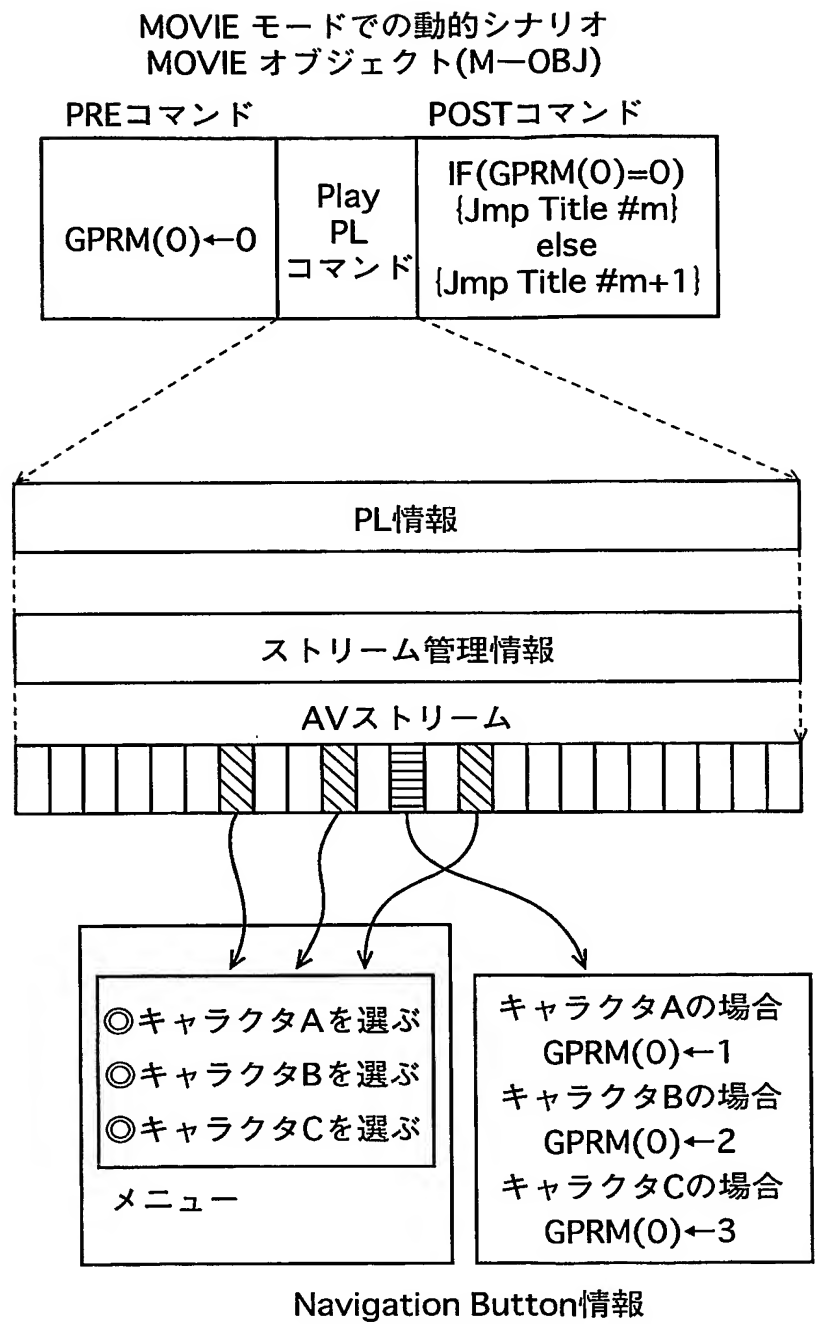 MOVIE モードでの動的シナリオ
MOVIE オブジェクト(M－OBJ)
PREコマンド
POSTコマンド
GPRM(0)←0
Play
PL
コマンド
IF(GPRM(0)=0)
{Jmp Title #m}
else
{Jmp Title #m+1}
PL情報
ストリーム管理情報
AVストリーム
◎キャラクタAを選ぶ
◎キャラクタBを選ぶ
◎キャラクタCを選ぶ
メニュー
キャラクタAの場合
GPRM(0)←1
キャラクタBの場合
GPRM(0)←2
キャラクタCの場合
GPRM(0)←3
Navigation Button情報